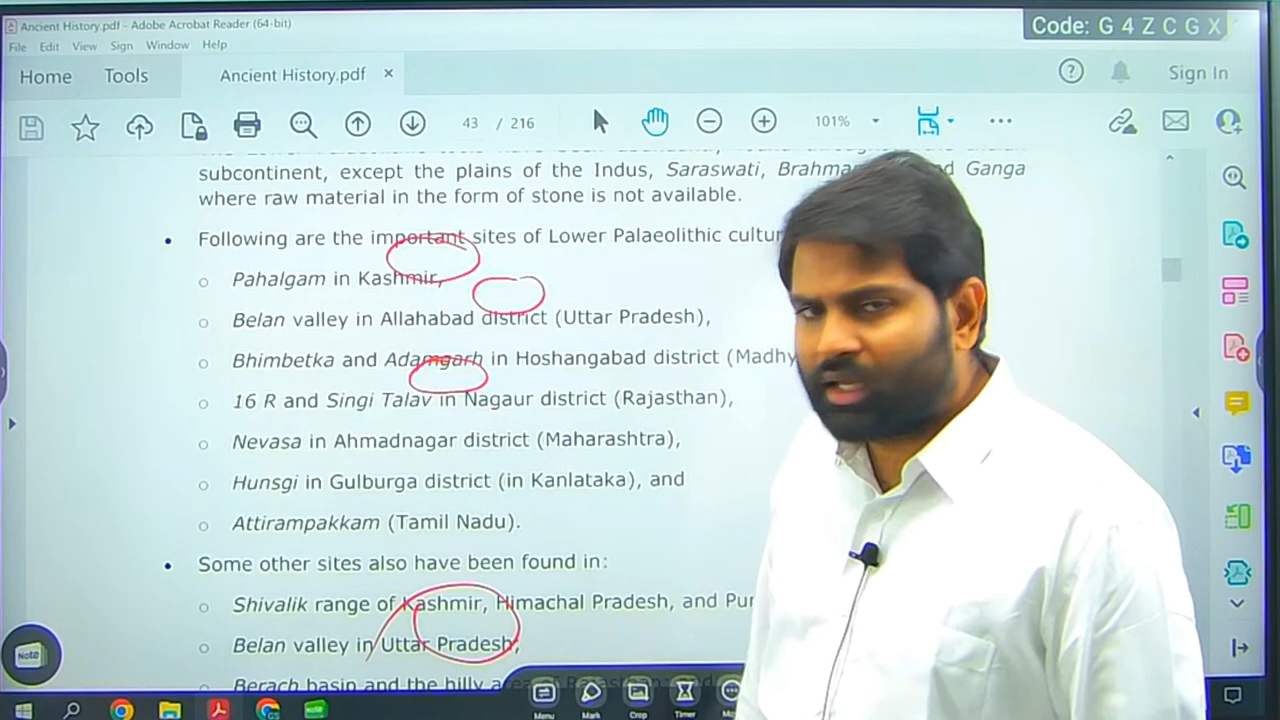 Ancient History.pdf - Adobe Acrobat Reader (64-bit)
Code: G 4 Z C G X
File Edit View Sign Window Help
Home Tools Ancient History.pdf × Sign In
43 / 216 101%
subcontinent, except the plains of the Indus, Saraswati, Ganga
where raw material in the form of stone is not available.
• Following are the important sites of Lower Palaeolithic
o Pahalgam in Kashmir,
o Belan valley in Allahabad district (Uttar Pradesh),
o Bhimbetka and Adamgarh in Hoshangabad district
o 16 R and Singi Talav in Nagaur district (Rajasthan),
o Nevasa in Ahmadnagar district (Maharashtra),
o Hunsgi in Gulburga district (in Kanlataka), and
o Attirampakkam (Tamil Nadu).
• Some other sites also have been found in:
o Shivalik range of Kashmir, Himachal Pradesh, and
o Belan valley in Uttar Pradesh,
o Berach basin and the hilly
Note
Menu Mark Crop Timer